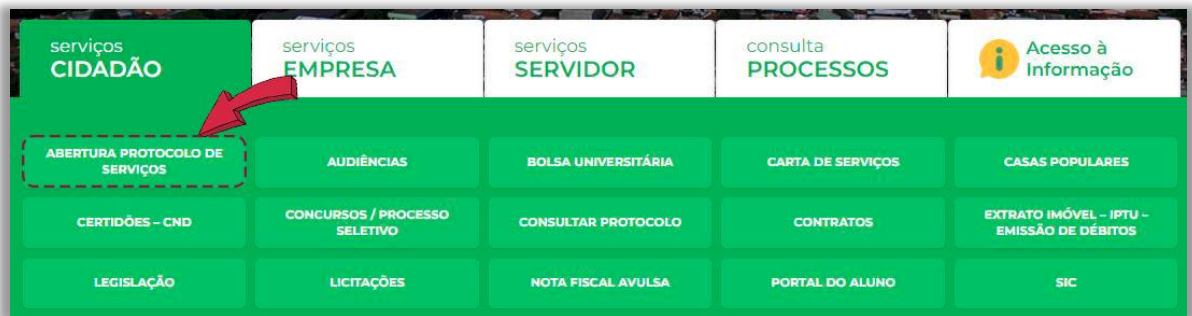 serviços
CIDADÃO
serviços
EMPRESA
serviços
SERVIDOR
consulta
PROCESSOS
Acesso à
Informação
ABERTURA PROTOCOLO DE
SERVIÇOS
AUDIÊNCIAS
BOLSA UNIVERSITÁRIA
CARTA DE SERVIÇOS
CASAS POPULARES
CERTIDÕES – CND
CONCURSOS / PROCESSO
SELETIVO
CONSULTAR PROTOCOLO
CONTRATOS
EXTRATO IMÓVEL – IPTU –
EMISSÃO DE DÉBITOS
LEGISLAÇÃO
LICITAÇÕES
NOTA FISCAL AVULSA
PORTAL DO ALUNO
SIC